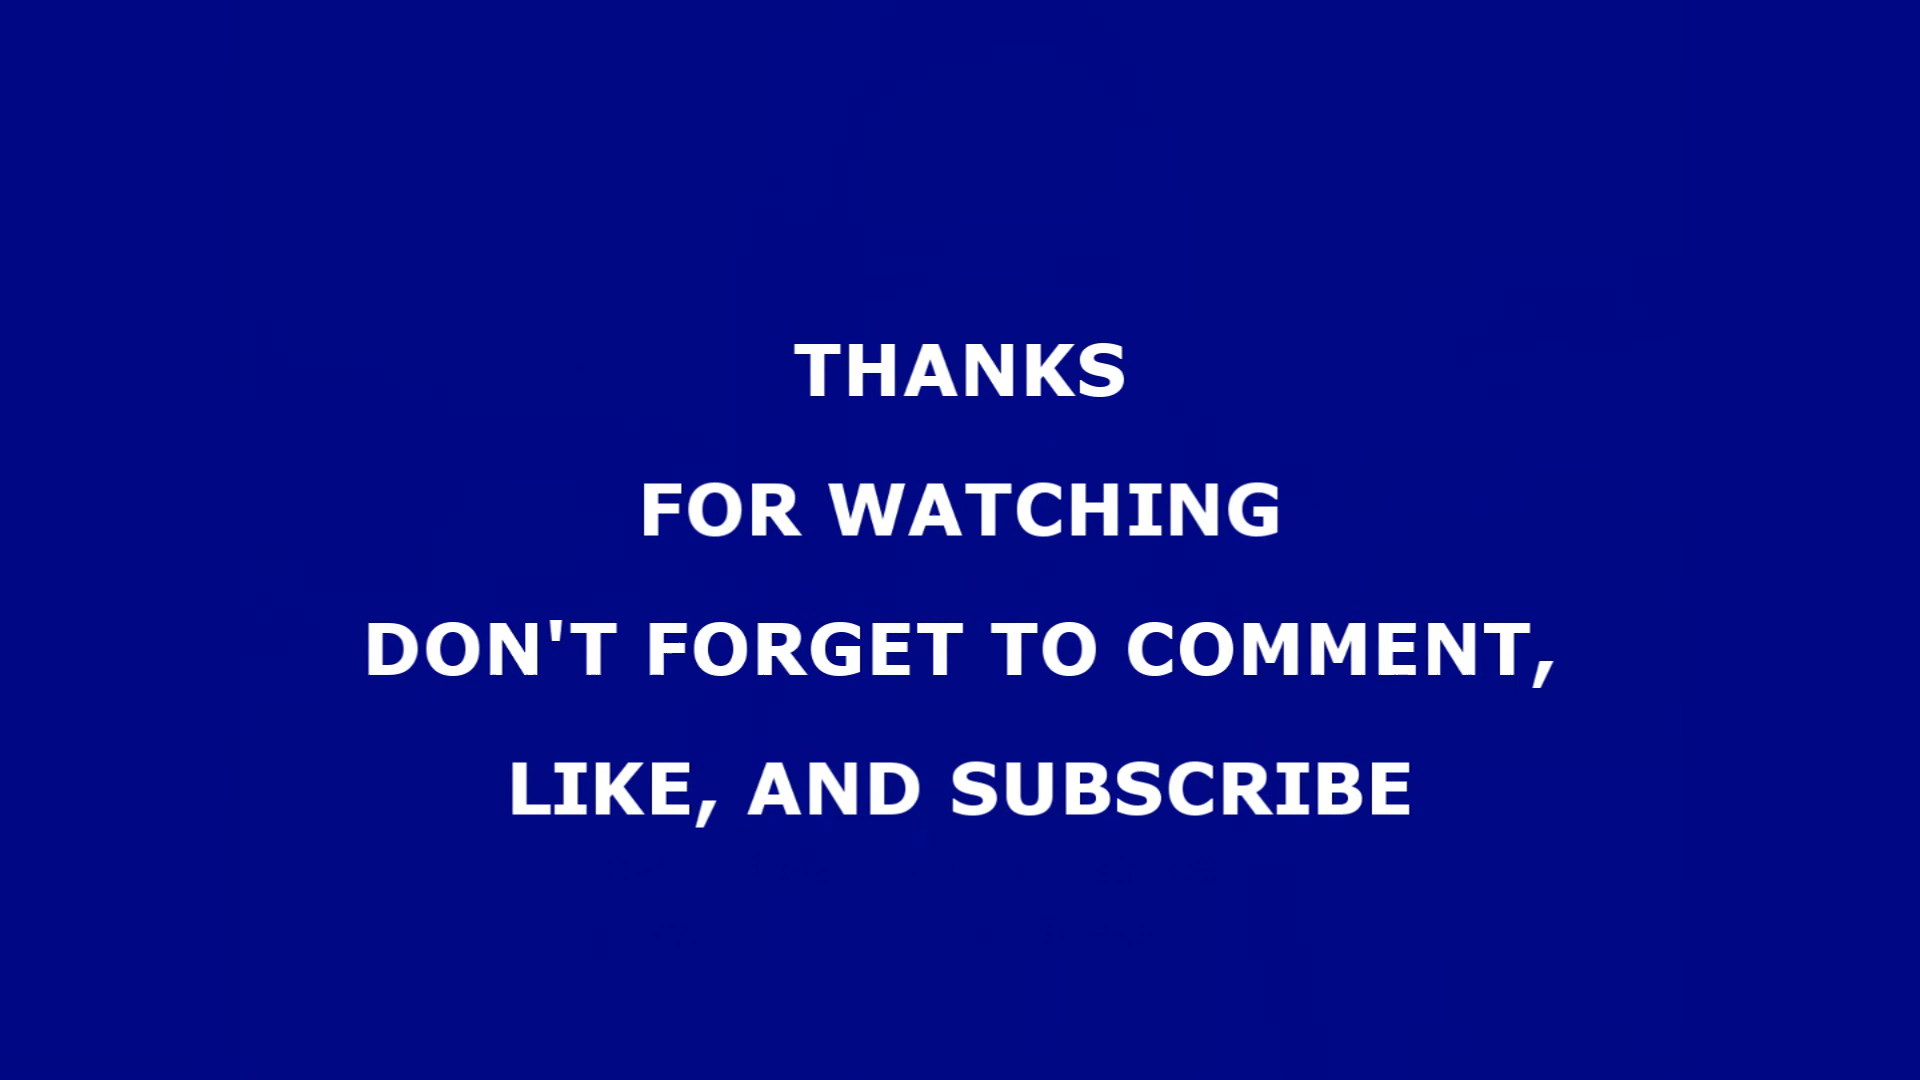 THANKS
FOR WATCHING
DON'T FORGET TO COMMENT,
LIKE, AND SUBSCRIBE